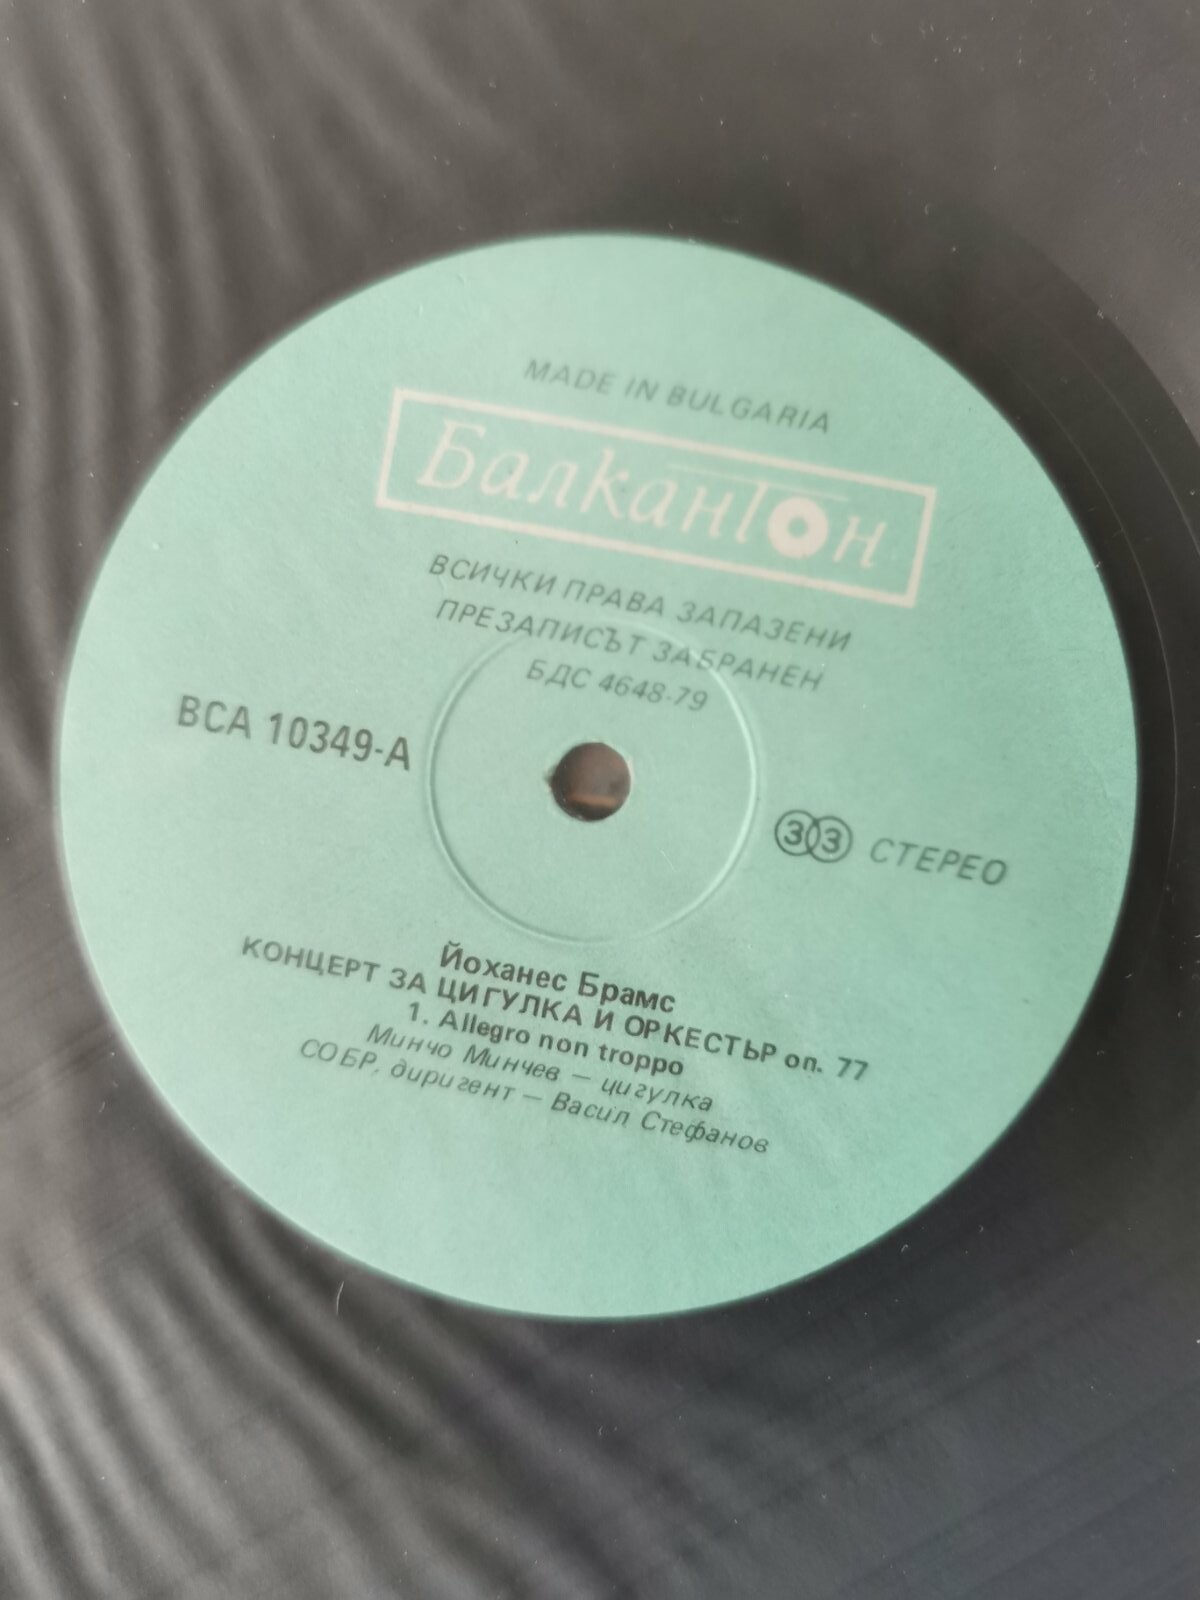 MADE IN BULGARIA
Балкантон
ВСИЧКИ ПРАВА ЗАПАЗЕНИ
ПРЕЗАПИСЪТ ЗАБРАНЕН
БДС 4648-79
ВСА 10349-А
33 СТЕРЕО
Йоханес Брамс
КОНЦЕРТ ЗА ЦИГУЛКА И ОРКЕСТЪР оп. 77
1. Allegro non troppo
Минчо Минчев — цигулка
СОБР, диригент — Васил Стефанов